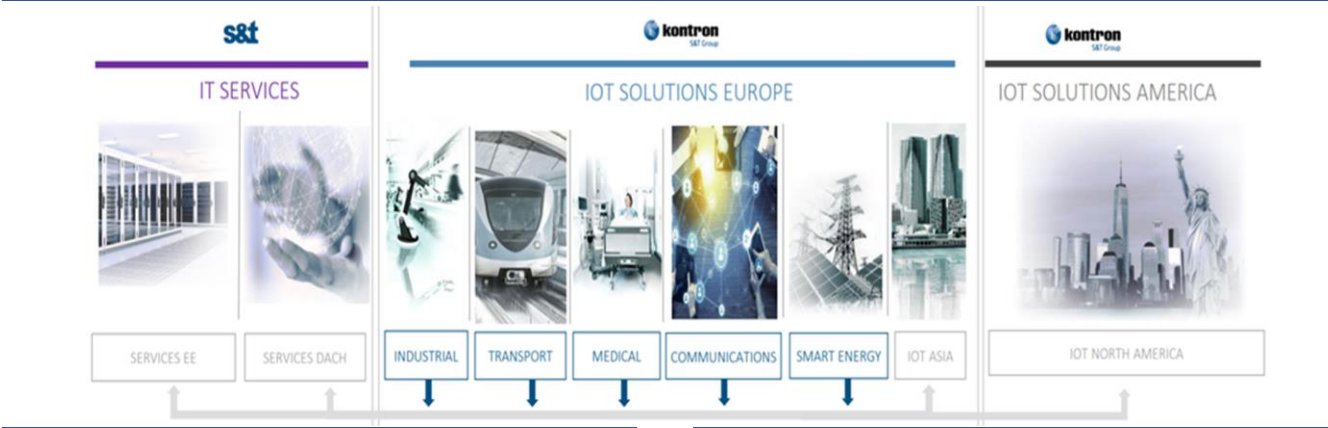 s&t
kontron
S&T Group
kontron
S&T Group
IT SERVICES
IOT SOLUTIONS EUROPE
IOT SOLUTIONS AMERICA
SERVICES EE
SERVICES DACH
INDUSTRIAL
TRANSPORT
MEDICAL
COMMUNICATIONS
SMART ENERGY
IOT ASIA
IOT NORTH AMERICA